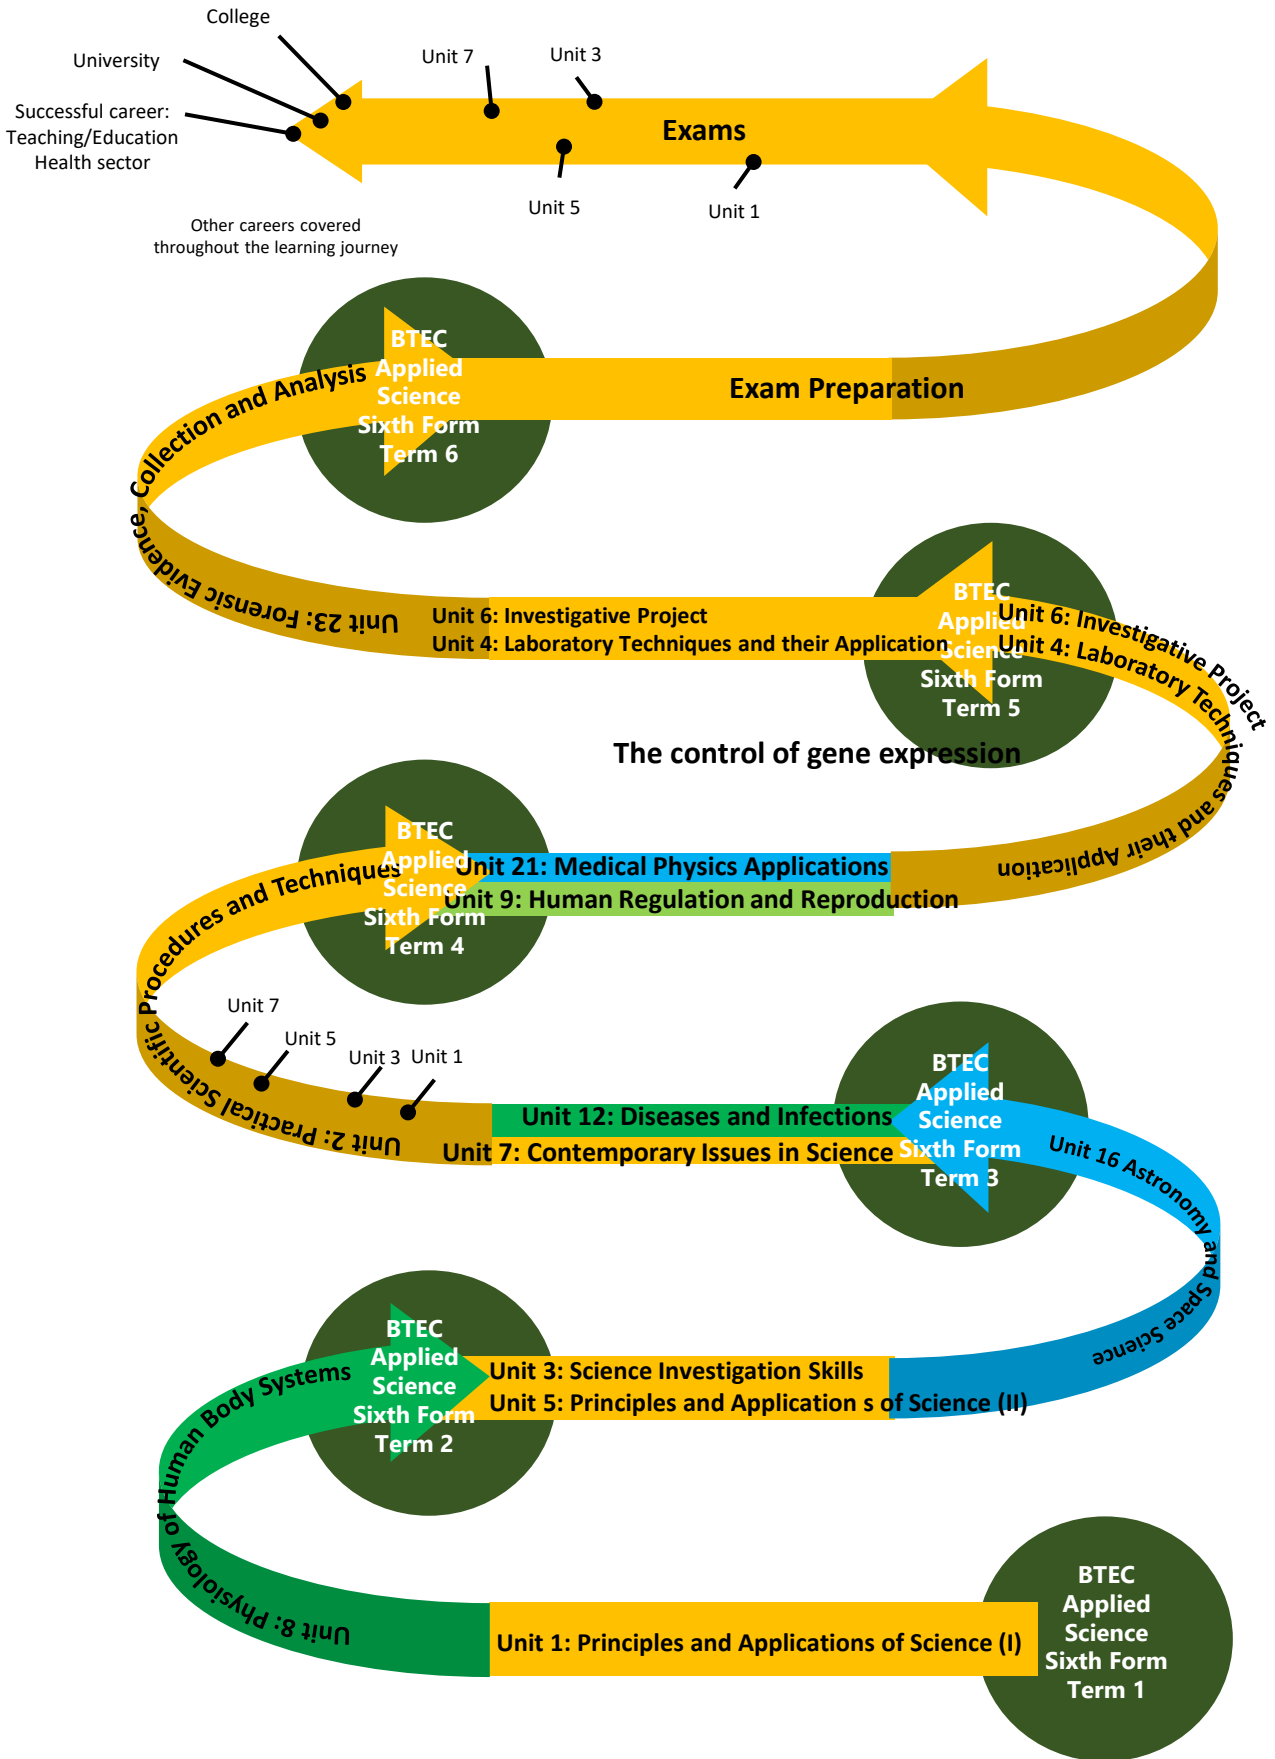 College
University
Successful career:
Teaching/Education
Health sector
Unit 7
Unit 3
Exams
Unit 5
Unit 1
Other careers covered
throughout the learning journey
BTEC
Applied
Science
Sixth Form
Term 6
Exam Preparation
Unit 23: Forensic Evidence, Collection and Analysis
Unit 6: Investigative Project
Unit 4: Laboratory Techniques and their Application
BTEC
Applied
Science
Sixth Form
Term 5
Unit 6: Investigative Project
Unit 4: Laboratory Techniques and their Application
The control of gene expression
BTEC
Applied
Science
Sixth Form
Term 4
Unit 21: Medical Physics Applications
Unit 9: Human Regulation and Reproduction
Unit 2: Practical Scientific Procedures and Techniques
Unit 7
Unit 5
Unit 3
Unit 1
Unit 12: Diseases and Infections
Unit 7: Contemporary Issues in Science
BTEC
Applied
Science
Sixth Form
Term 3
Unit 16 Astronomy and Space Science
BTEC
Applied
Science
Sixth Form
Term 2
Unit 3: Science Investigation Skills
Unit 5: Principles and Application s of Science (II)
Unit 8: Physiology of Human Body Systems
Unit 1: Principles and Applications of Science (I)
BTEC
Applied
Science
Sixth Form
Term 1